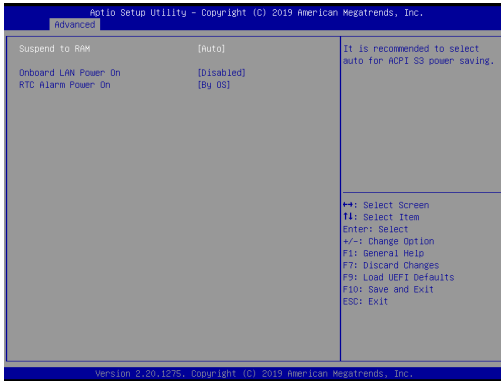 Aptio Setup Utility - Copyright (C) 2019 American Megatrends, Inc.
Advanced
Suspend to RAM [Auto]
Onboard LAN Power On [Disabled]
RTC Alarm Power On [By OS]
It is recommended to select
auto for ACPI S3 power saving.
↔: Select Screen
↑↓: Select Item
Enter: Select
+/-: Change Option
F1: General Help
F7: Discard Changes
F9: Load UEFI Defaults
F10: Save and Exit
ESC: Exit
Version 2.20.1275. Copyright (C) 2019 American Megatrends, Inc.